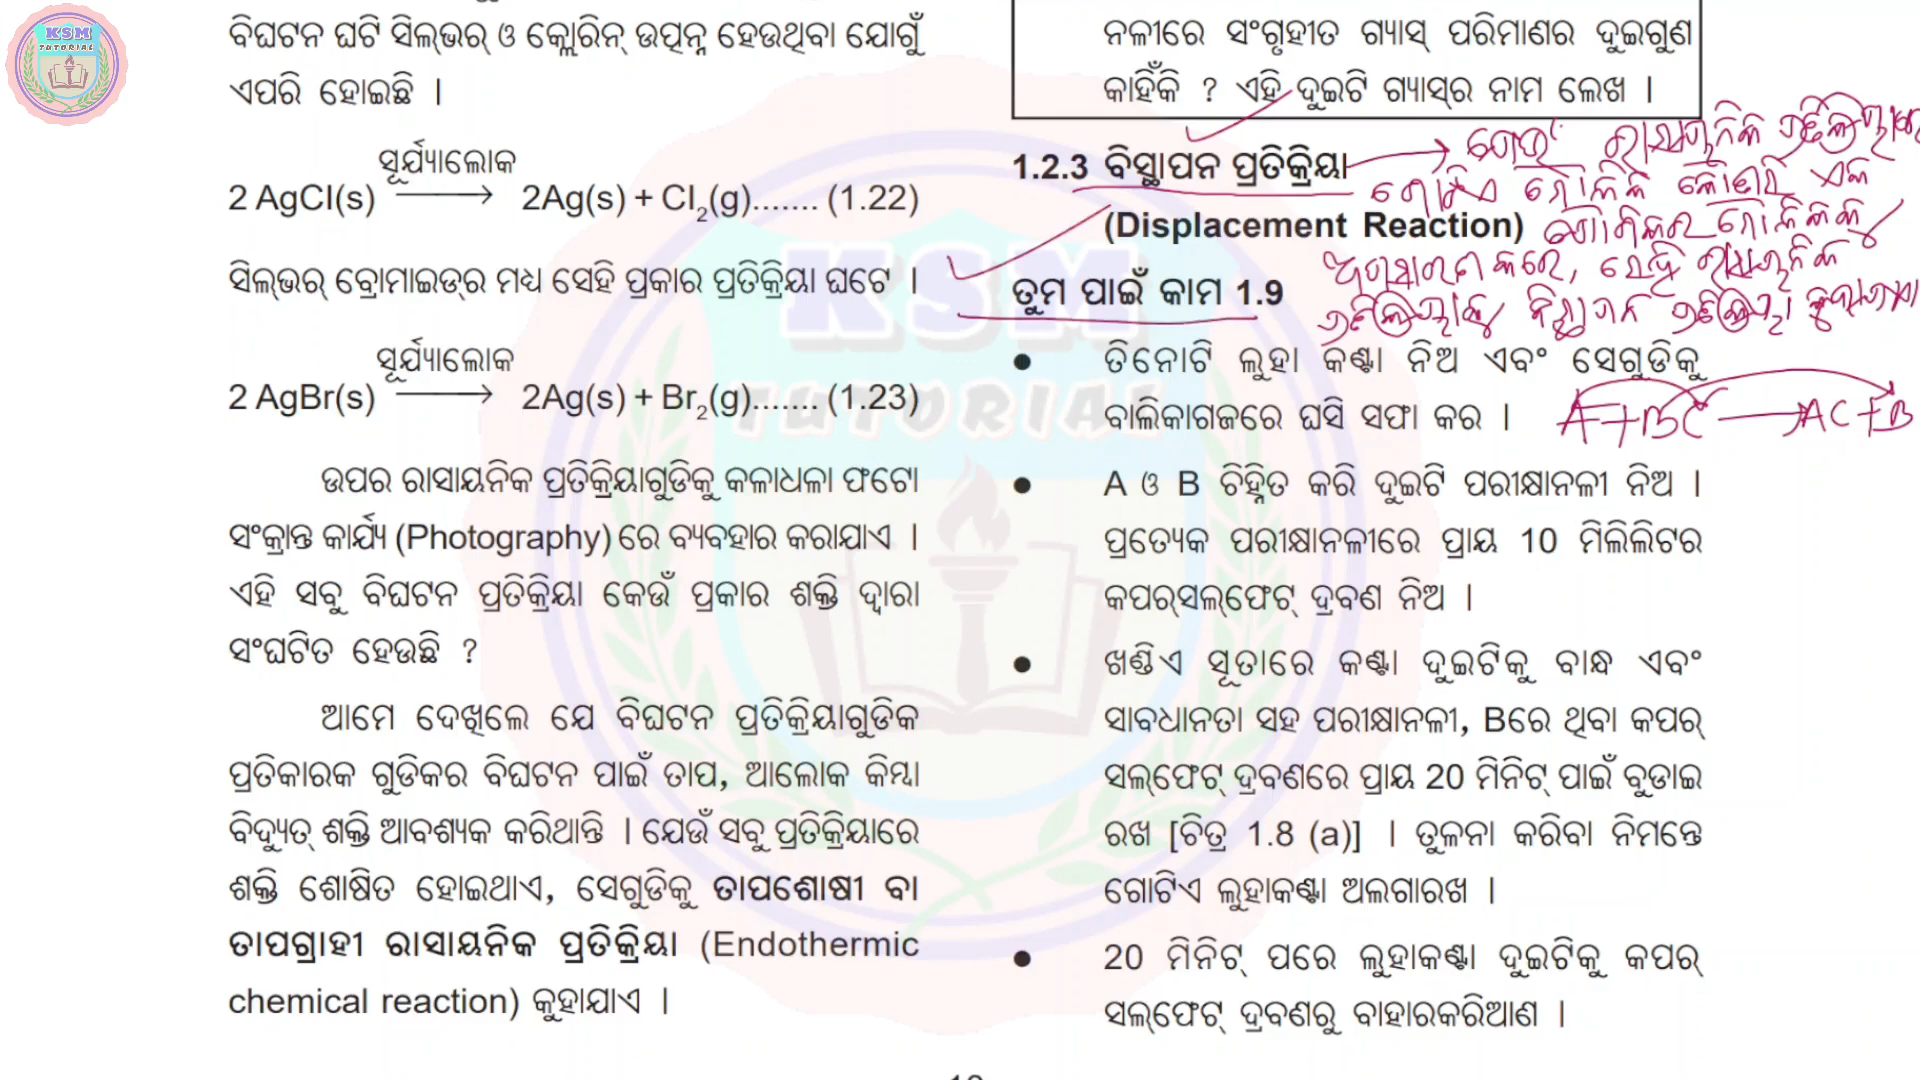 KSM
TUTORIAL
ବିଘଟନ ଘଟି ସିଲ୍‌ଭର୍ ଓ କ୍ଲୋରିନ୍ ଉତ୍ପନ୍ନ ହେଉଥିବା ଯୋଗୁଁ
ଏପରି ହୋଇଛି ।
ସୂର୍ଯ୍ୟାଲୋକ
2 AgCl(s) ⟶ 2Ag(s) + Cl₂(g)....... (1.22)
ସିଲ୍‌ଭର୍ ବ୍ରୋମାଇଡ୍‌ର ମଧ୍ୟ ସେହି ପ୍ରକାର ପ୍ରତିକ୍ରିୟା ଘଟେ ।
ସୂର୍ଯ୍ୟାଲୋକ
2 AgBr(s) ⟶ 2Ag(s) + Br₂(g)....... (1.23)
ଉପର ରାସାୟନିକ ପ୍ରତିକ୍ରିୟାଗୁଡିକୁ କଳାଧଳା ଫଟୋ
ସଂକ୍ରାନ୍ତ କାର୍ଯ୍ୟ (Photography) ରେ ବ୍ୟବହାର କରାଯାଏ ।
ଏହି ସବୁ ବିଘଟନ ପ୍ରତିକ୍ରିୟା କେଉଁ ପ୍ରକାର ଶକ୍ତି ଦ୍ୱାରା
ସଂଘଟିତ ହେଉଛି ?
ଆମେ ଦେଖିଲେ ଯେ ବିଘଟନ ପ୍ରତିକ୍ରିୟାଗୁଡିକ
ପ୍ରତିକାରକ ଗୁଡିକର ବିଘଟନ ପାଇଁ ତାପ, ଆଲୋକ କିମ୍ବା
ବିଦ୍ୟୁତ୍ ଶକ୍ତି ଆବଶ୍ୟକ କରିଥାନ୍ତି । ଯେଉଁ ସବୁ ପ୍ରତିକ୍ରିୟାରେ
ଶକ୍ତି ଶୋଷିତ ହୋଇଥାଏ, ସେଗୁଡିକୁ ତାପଶୋଷୀ ବା
ତାପଗ୍ରାହୀ ରାସାୟନିକ ପ୍ରତିକ୍ରିୟା (Endothermic
chemical reaction) କୁହାଯାଏ ।
ନଳୀରେ ସଂଗୃହୀତ ଗ୍ୟାସ୍ ପରିମାଣର ଦୁଇଗୁଣ
କାହିଁକି ? ଏହି ଦୁଇଟି ଗ୍ୟାସ୍‌ର ନାମ ଲେଖ ।
1.2.3 ବିସ୍ଥାପନ ପ୍ରତିକ୍ରିୟା
(Displacement Reaction)
ତୁମ ପାଇଁ କାମ 1.9
● ତିନୋଟି ଲୁହା କଣ୍ଟା ନିଅ ଏବଂ ସେଗୁଡିକୁ
ବାଲିକାଗଜରେ ଘସି ସଫା କର ।
A+BC ⟶ AC+B
● A ଓ B ଚିହ୍ନିତ କରି ଦୁଇଟି ପରୀକ୍ଷାନଳୀ ନିଅ ।
ପ୍ରତ୍ୟେକ ପରୀକ୍ଷାନଳୀରେ ପ୍ରାୟ 10 ମିଲିଲିଟର
କପର୍‌ସଲ୍‌ଫେଟ୍ ଦ୍ରବଣ ନିଅ ।
● ଖଣ୍ଡିଏ ସୂତାରେ କଣ୍ଟା ଦୁଇଟିକୁ ବାନ୍ଧ ଏବଂ
ସାବଧାନତା ସହ ପରୀକ୍ଷାନଳୀ, Bରେ ଥିବା କପର୍
ସଲ୍‌ଫେଟ୍ ଦ୍ରବଣରେ ପ୍ରାୟ 20 ମିନିଟ୍ ପାଇଁ ବୁଡାଇ
ରଖ [ଚିତ୍ର 1.8 (a)] । ତୁଳନା କରିବା ନିମନ୍ତେ
ଗୋଟିଏ ଲୁହାକଣ୍ଟା ଅଲଗାରଖ ।
● 20 ମିନିଟ୍ ପରେ ଲୁହାକଣ୍ଟା ଦୁଇଟିକୁ କପର୍
ସଲ୍‌ଫେଟ୍ ଦ୍ରବଣରୁ ବାହାରକରିଆଣ ।